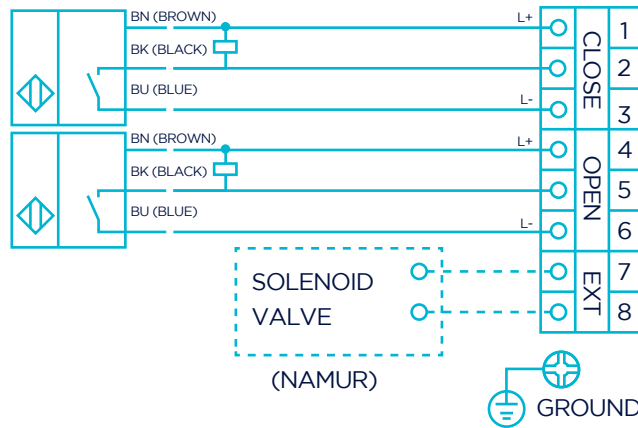 BN (BROWN)
L+
1
BK (BLACK)
2
BU (BLUE)
L-
3
CLOSE
BN (BROWN)
L+
4
BK (BLACK)
5
BU (BLUE)
L-
6
OPEN
SOLENOID
VALVE
7
8
EXT
(NAMUR)
GROUND